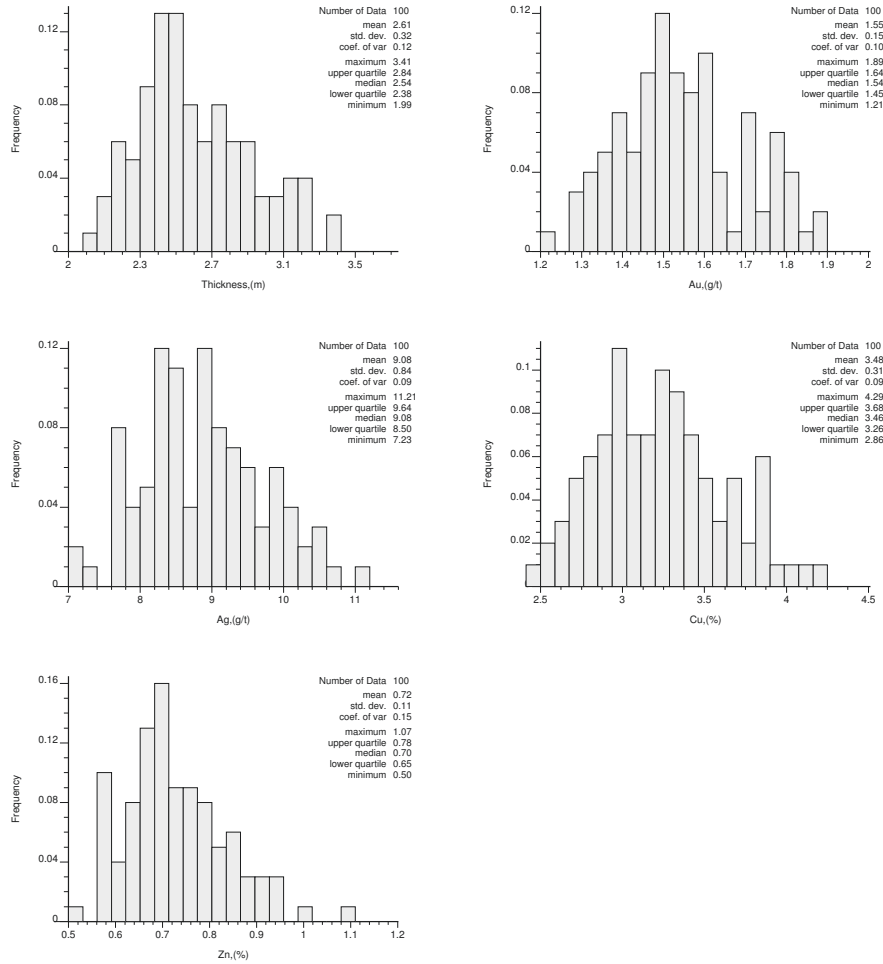 Number of Data 100
mean 2.61
std. dev. 0.32
coef. of var 0.12
maximum 3.41
upper quartile 2.84
median 2.54
lower quartile 2.38
minimum 1.99
Frequency
0.12
0.08
0.04
0
2 2.3 2.7 3.1 3.5
Thickness,(m)
Number of Data 100
mean 1.55
std. dev. 0.15
coef. of var 0.10
maximum 1.89
upper quartile 1.64
median 1.54
lower quartile 1.45
minimum 1.21
Frequency
0.12
0.08
0.04
0
1.2 1.3 1.4 1.5 1.6 1.7 1.8 1.9 2
Au,(g/t)
Number of Data 100
mean 9.08
std. dev. 0.84
coef. of var 0.09
maximum 11.21
upper quartile 9.64
median 9.08
lower quartile 8.50
minimum 7.23
Frequency
0.12
0.08
0.04
0
7 8 9 10 11
Ag,(g/t)
Number of Data 100
mean 3.48
std. dev. 0.31
coef. of var 0.09
maximum 4.29
upper quartile 3.68
median 3.46
lower quartile 3.26
minimum 2.86
Frequency
0.1
0.08
0.06
0.04
0.02
2.5 3 3.5 4 4.5
Cu,(%)
Number of Data 100
mean 0.72
std. dev. 0.11
coef. of var 0.15
maximum 1.07
upper quartile 0.78
median 0.70
lower quartile 0.65
minimum 0.50
Frequency
0.16
0.12
0.08
0.04
0
0.5 0.6 0.7 0.8 0.9 1 1.1 1.2
Zn,(%)